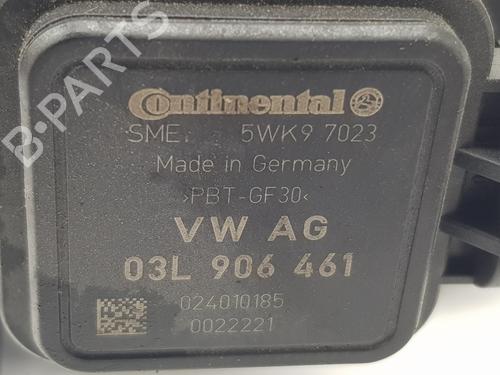 Continental
SME. 5WK9 7023
Made in Germany
>PBT-GF30<
VW AG
03L 906 461
024010185
0022221
B-PARTS